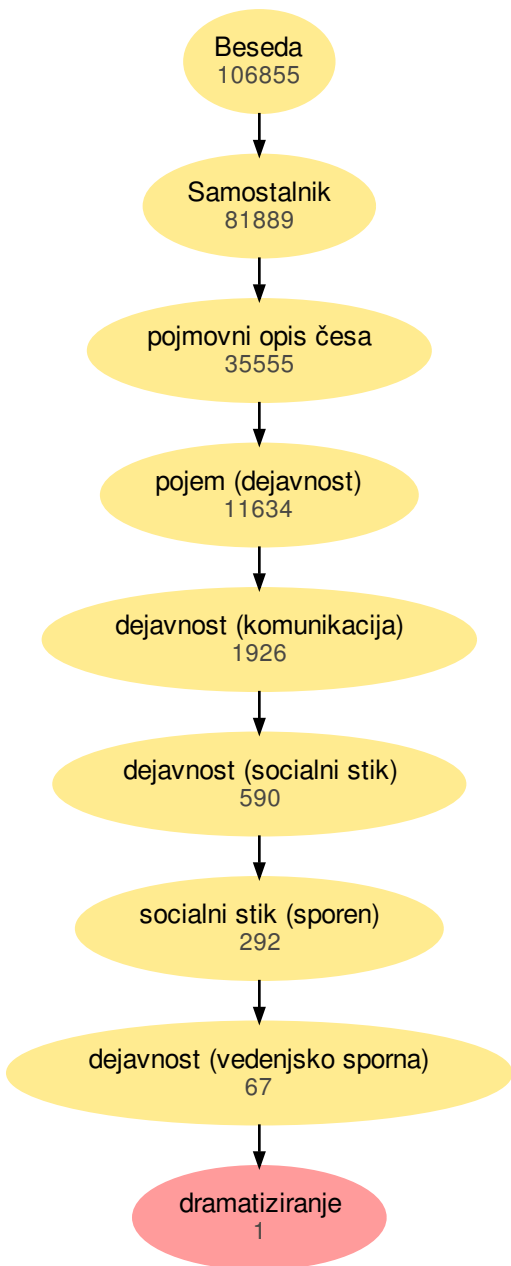 Beseda
106855
Samostalnik
81889
pojmovni opis česa
35555
pojem (dejavnost)
11634
dejavnost (komunikacija)
1926
dejavnost (socialni stik)
590
socialni stik (sporen)
292
dejavnost (vedenjsko sporna)
67
dramatiziranje
1